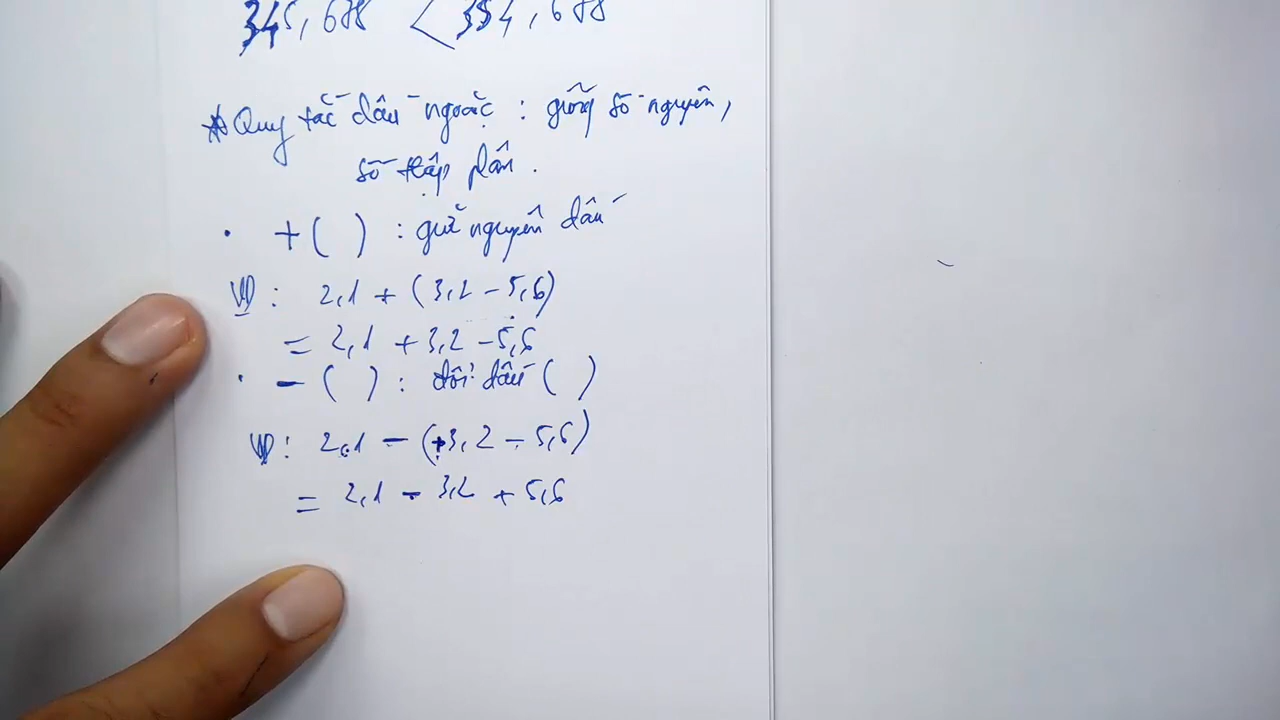 345,678 < 354,678
* Quy tắc dấu ngoặc : giống số nguyên,
số thập phân.
• + ( ) : giữ nguyên dấu
VD : 2,1 + (3,2 - 5,6)
= 2,1 + 3,2 - 5,6
• - ( ) : đổi dấu ( )
VD : 2,1 - (+3,2 - 5,6)
= 2,1 - 3,2 + 5,6